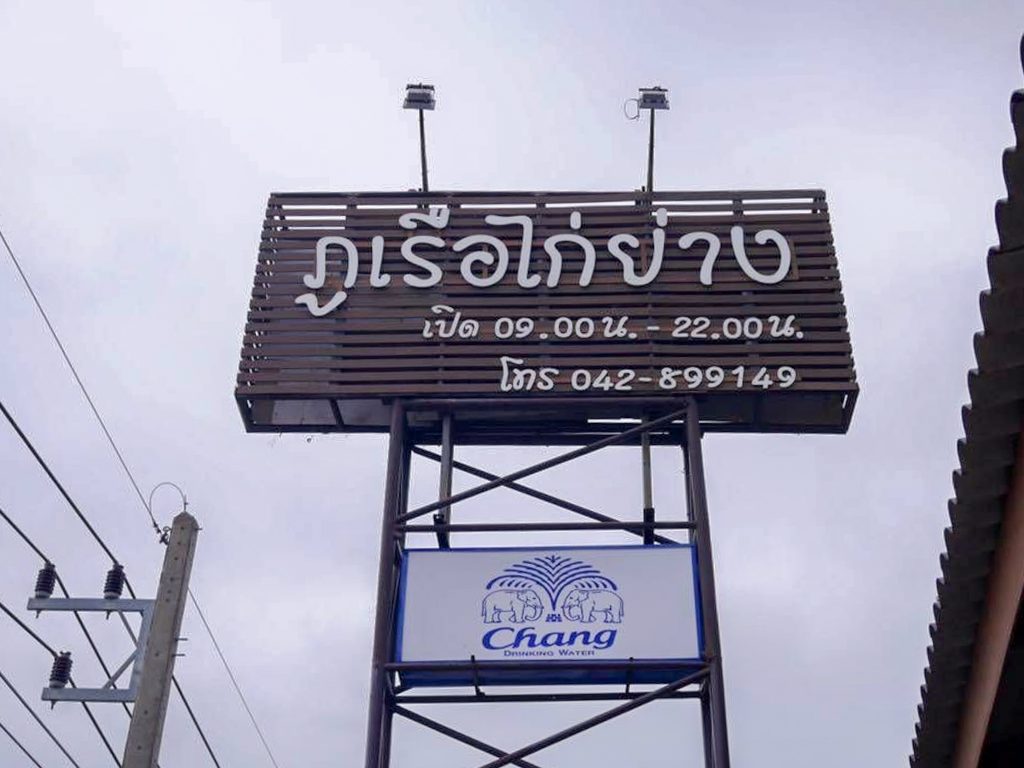 ภูเรือไก่ย่าง
เปิด 09.00น. - 22.00น.
โทร 042-899149
Chang
DRINKING WATER